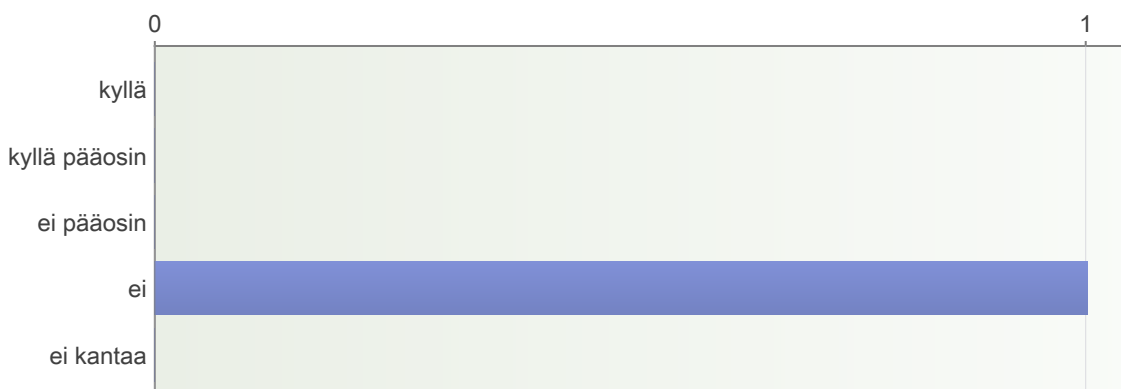 0 1
kyllä
kyllä pääosin
ei pääosin
ei
ei kantaa